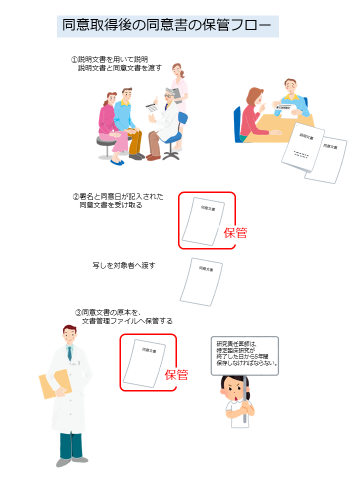 同意取得後の同意書の保管フロー
①説明文書を用いて説明
説明文書と同意文書を渡す
説明文書
同意文書
②署名と同意日が記入された
同意文書を受け取る
同意文書
保管
写しを対象者へ渡す
同意文書
③同意文書の原本を、
文書管理ファイルへ保管する
同意文書
保管
研究責任医師は、
特定臨床研究が
終了した日から5年間
保存しなければならない。